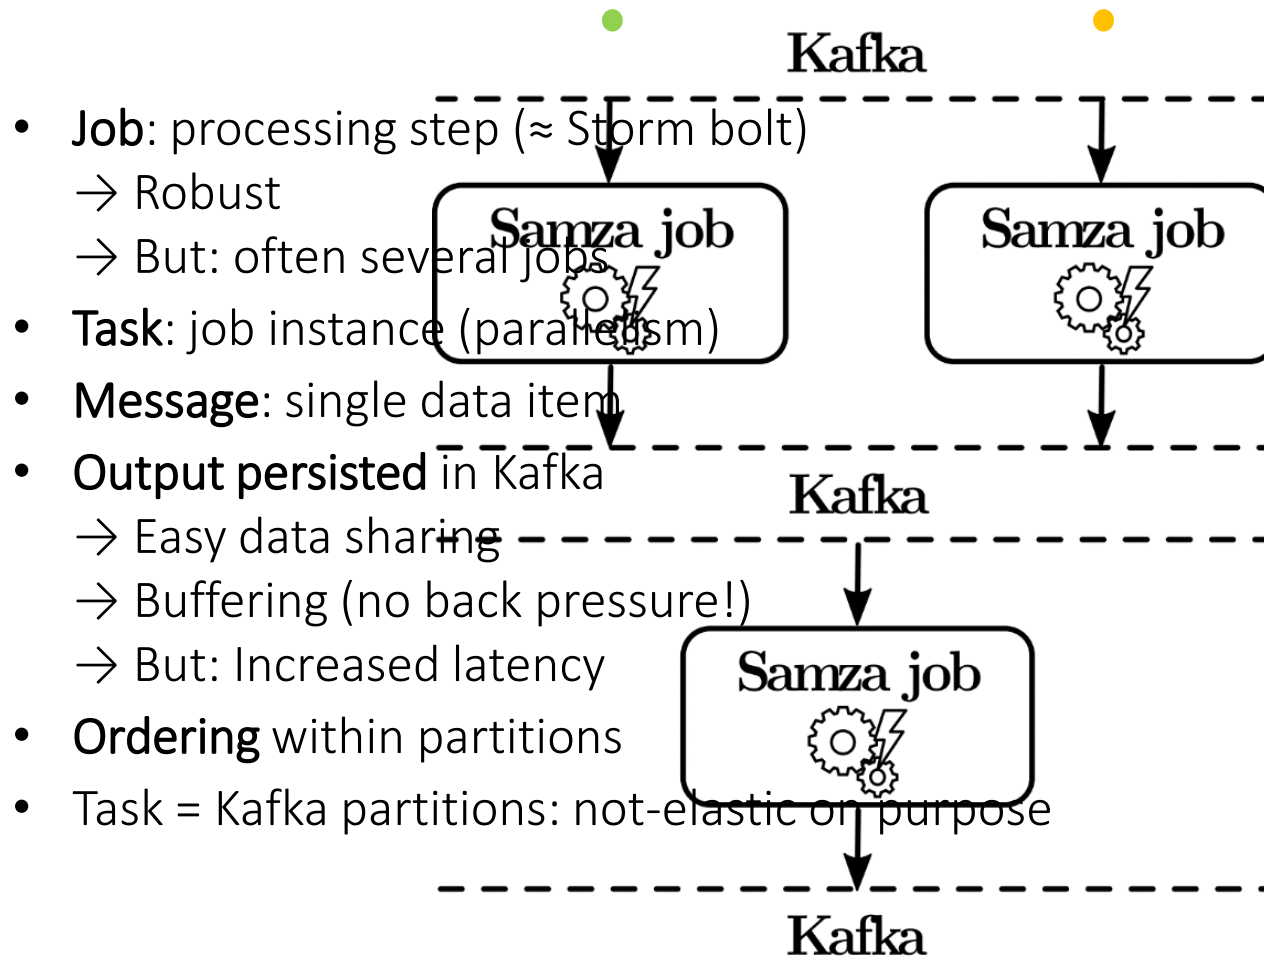 Kafka
• Job: processing step (≈ Storm bolt)
→ Robust
→ But: often several jobs
• Task: job instance (parallelism)
• Message: single data item
• Output persisted in Kafka
→ Easy data sharing
→ Buffering (no back pressure!)
→ But: Increased latency
• Ordering within partitions
• Task = Kafka partitions: not-elastic on purpose
Samza job
Samza job
Kafka
Samza job
Kafka